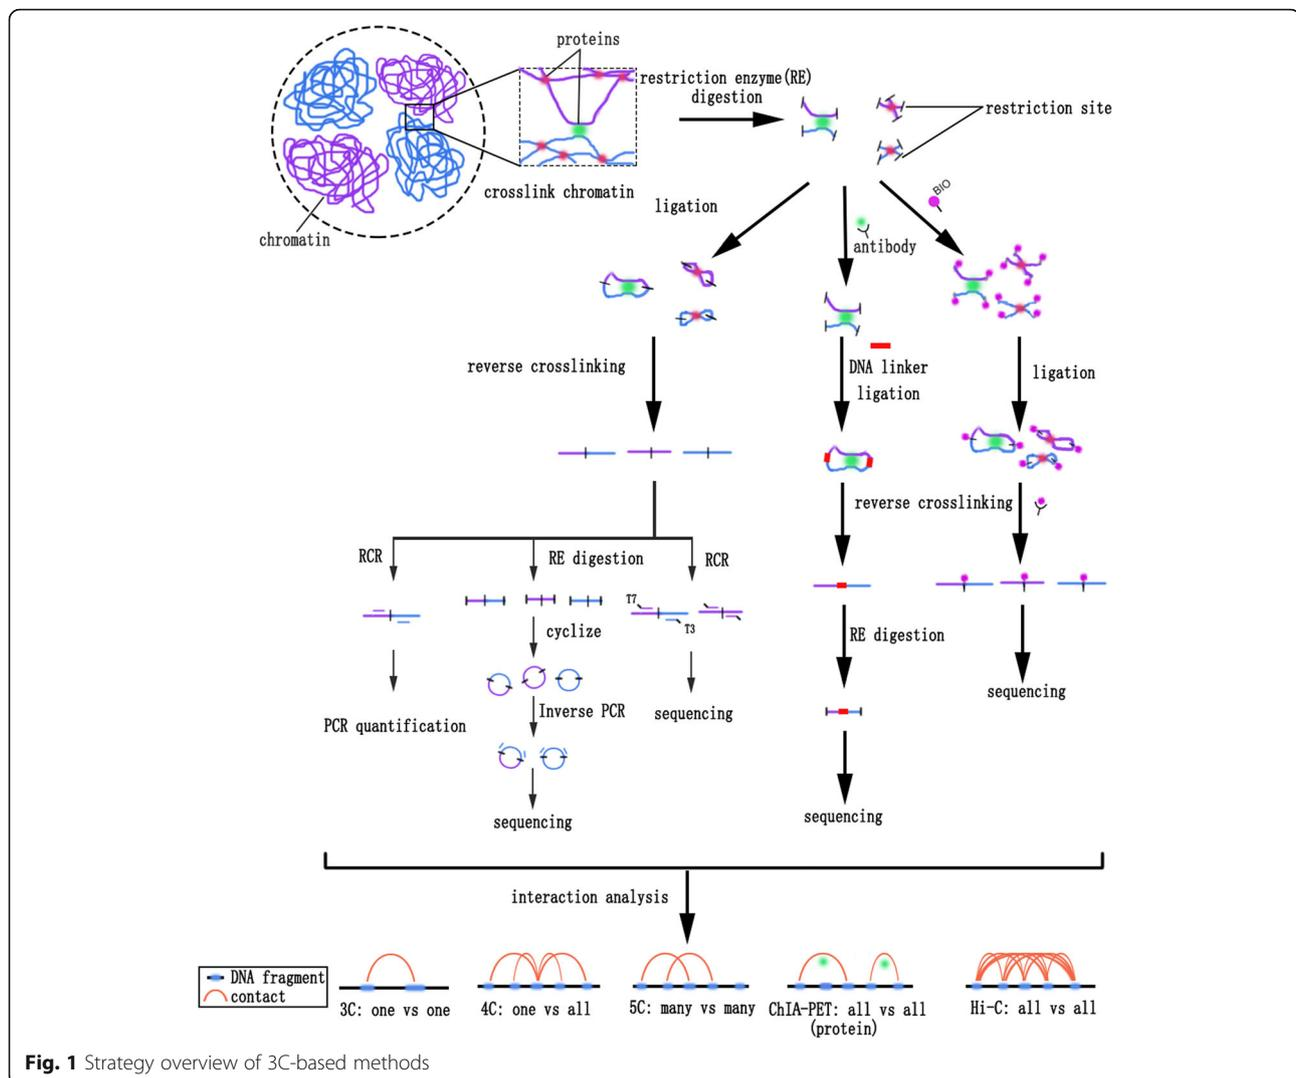 proteins
restriction enzyme(RE)
digestion
restriction site
crosslink chromatin
chromatin
BIO
ligation
antibody
reverse crosslinking
DNA linker
ligation
ligation
reverse crosslinking
RCR
RE digestion
RCR
T7
T3
cyclize
RE digestion
Inverse PCR
PCR quantification
sequencing
sequencing
sequencing
sequencing
interaction analysis
DNA fragment
contact
3C: one vs one
4C: one vs all
5C: many vs many
ChIA-PET: all vs all
(protein)
Hi-C: all vs all
Fig. 1 Strategy overview of 3C-based methods